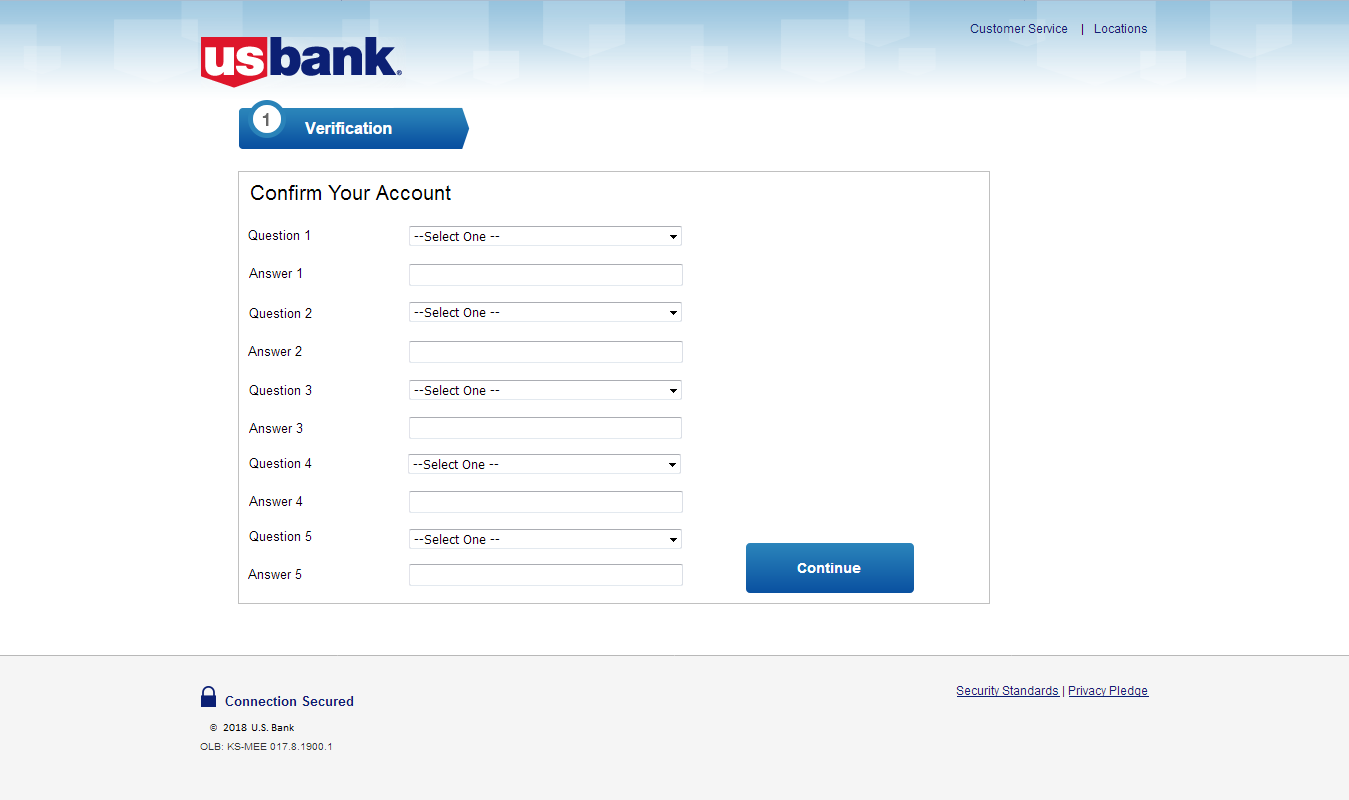 Customer Service | Locations
usbank®
1 Verification
Confirm Your Account
Question 1 --Select One --
Answer 1
Question 2 --Select One --
Answer 2
Question 3 --Select One --
Answer 3
Question 4 --Select One --
Answer 4
Question 5 --Select One --
Answer 5
Continue
Connection Secured
Security Standards | Privacy Pledge
© 2018 U.S. Bank
OLB: KS-MEE 017.8.1900.1